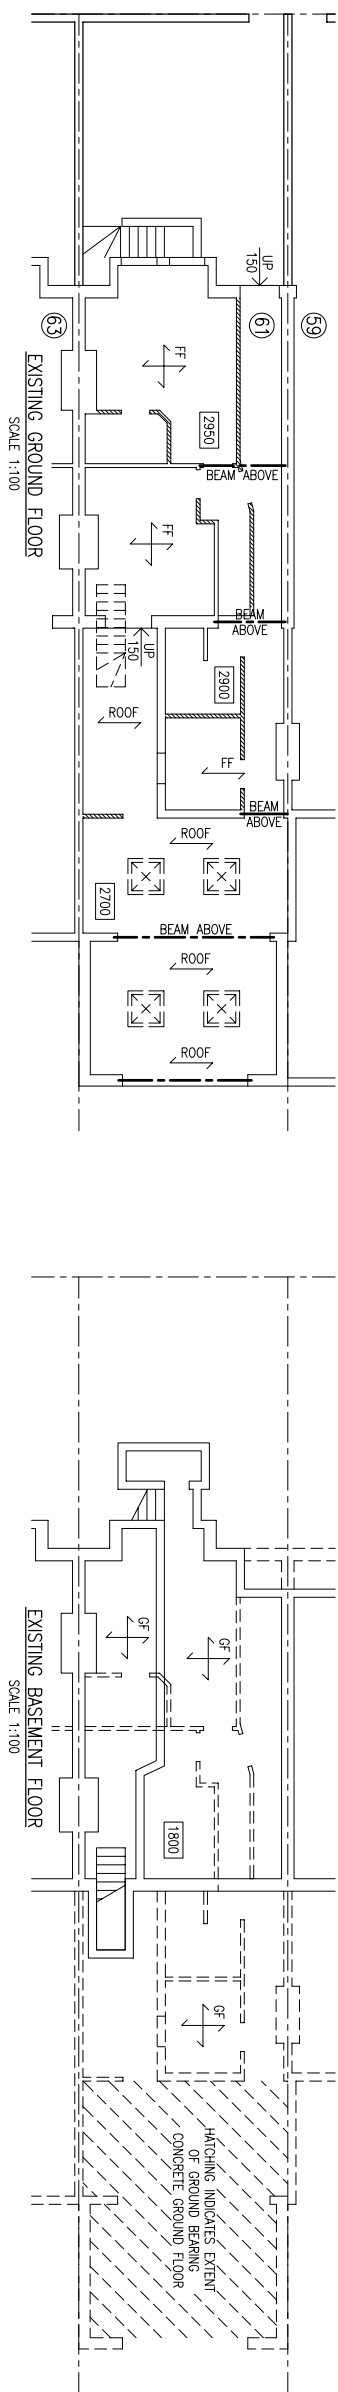 59
61
63
UP
150
FF
2950
BEAM ABOVE
FF
BEAM
ABOVE
UP
150
2900
ROOF
FF
BEAM
ABOVE
ROOF
2700
BEAM ABOVE
ROOF
ROOF
EXISTING GROUND FLOOR
SCALE 1:100
GF
GF
1800
GF
HATCHING INDICATES EXTENT
OF GROUND BEARING
CONCRETE GROUND FLOOR
EXISTING BASEMENT FLOOR
SCALE 1:100